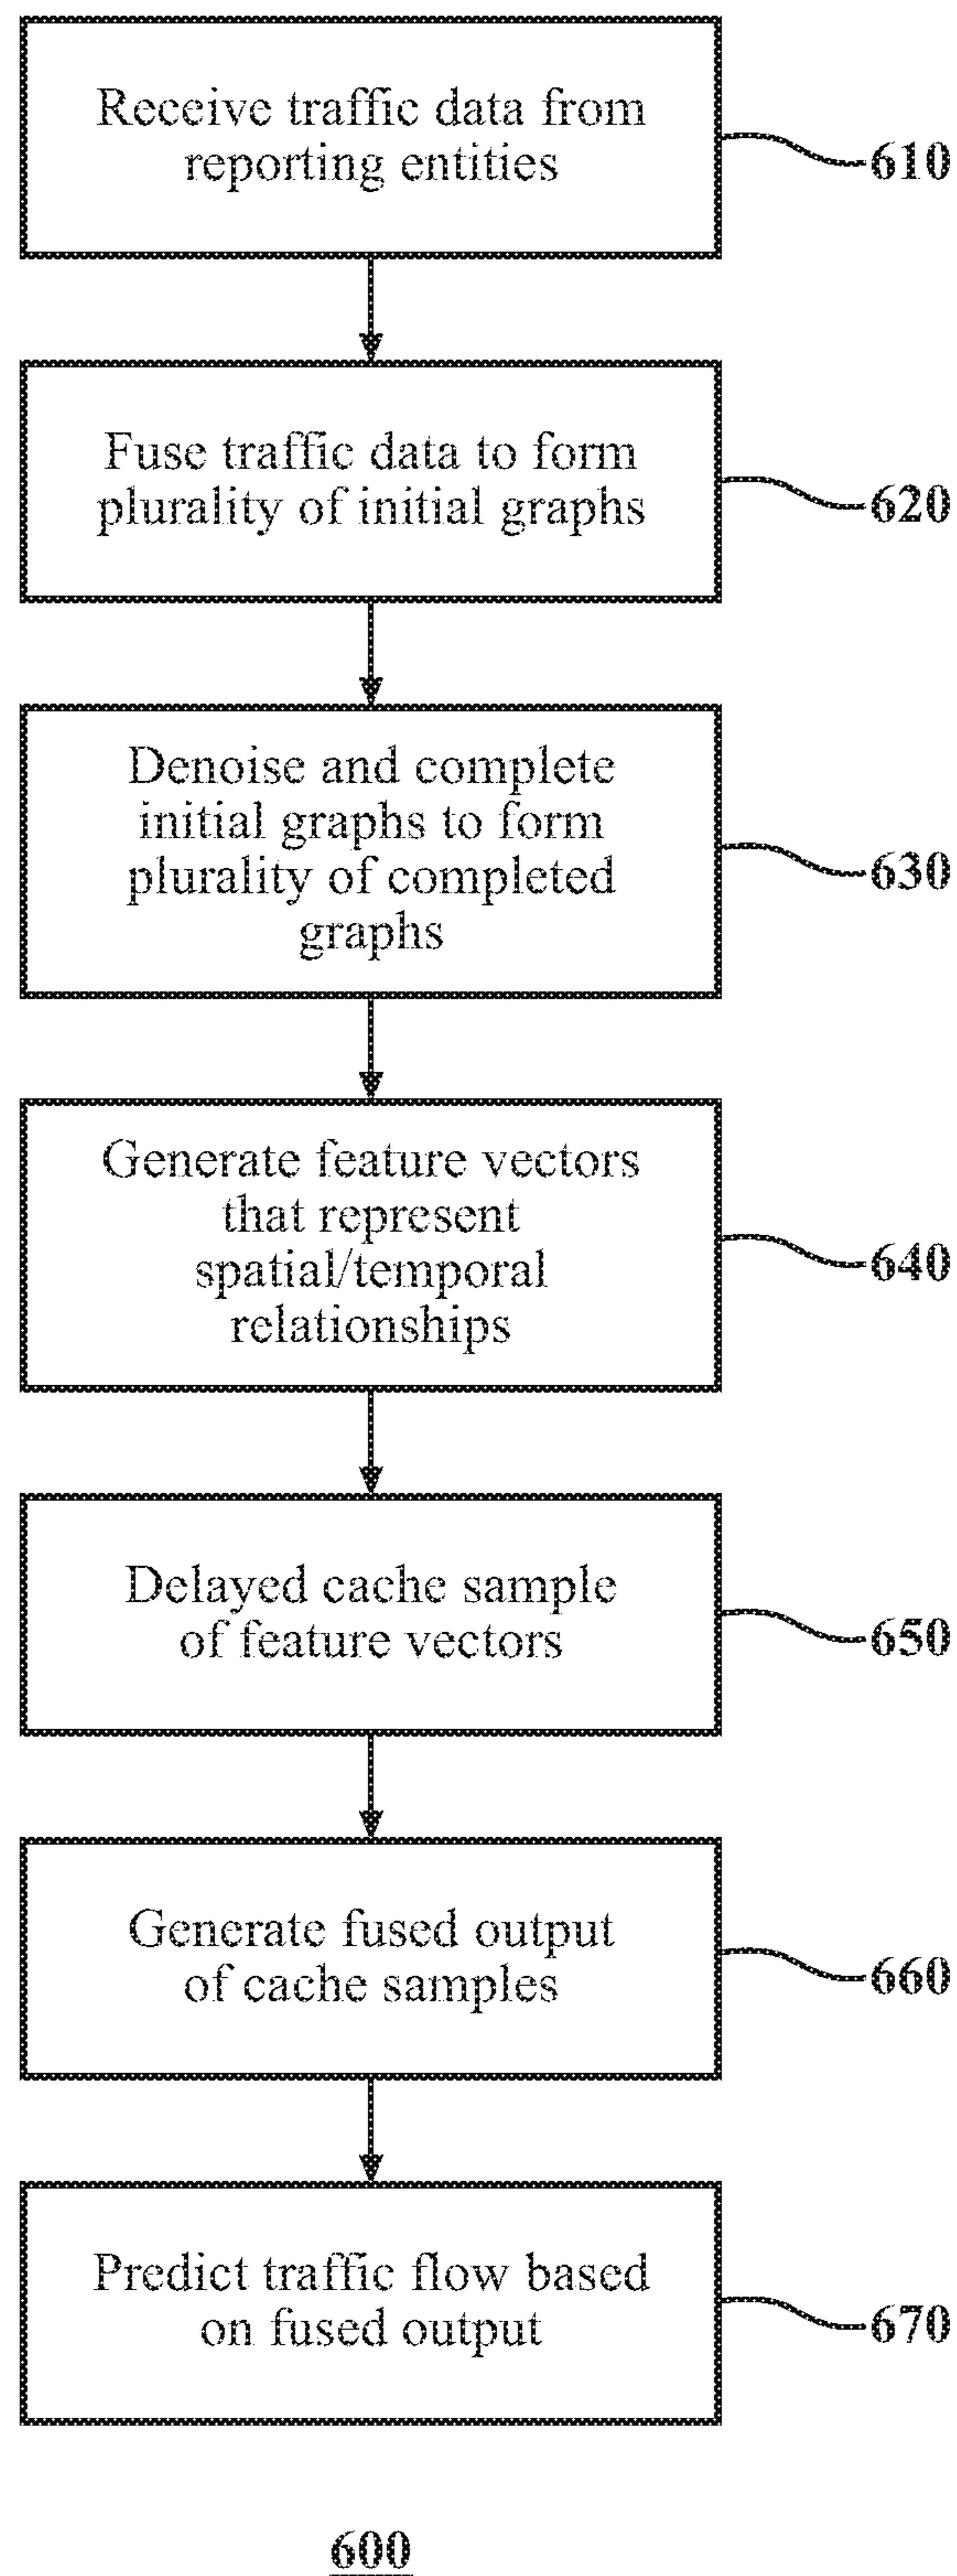 Receive traffic data from
reporting entities
610
Fuse traffic data to form
plurality of initial graphs
620
Denoise and complete
initial graphs to form
plurality of completed
graphs
630
Generate feature vectors
that represent
spatial/temporal
relationships
640
Delayed cache sample
of feature vectors
650
Generate fused output
of cache samples
660
Predict traffic flow based
on fused output
670
600